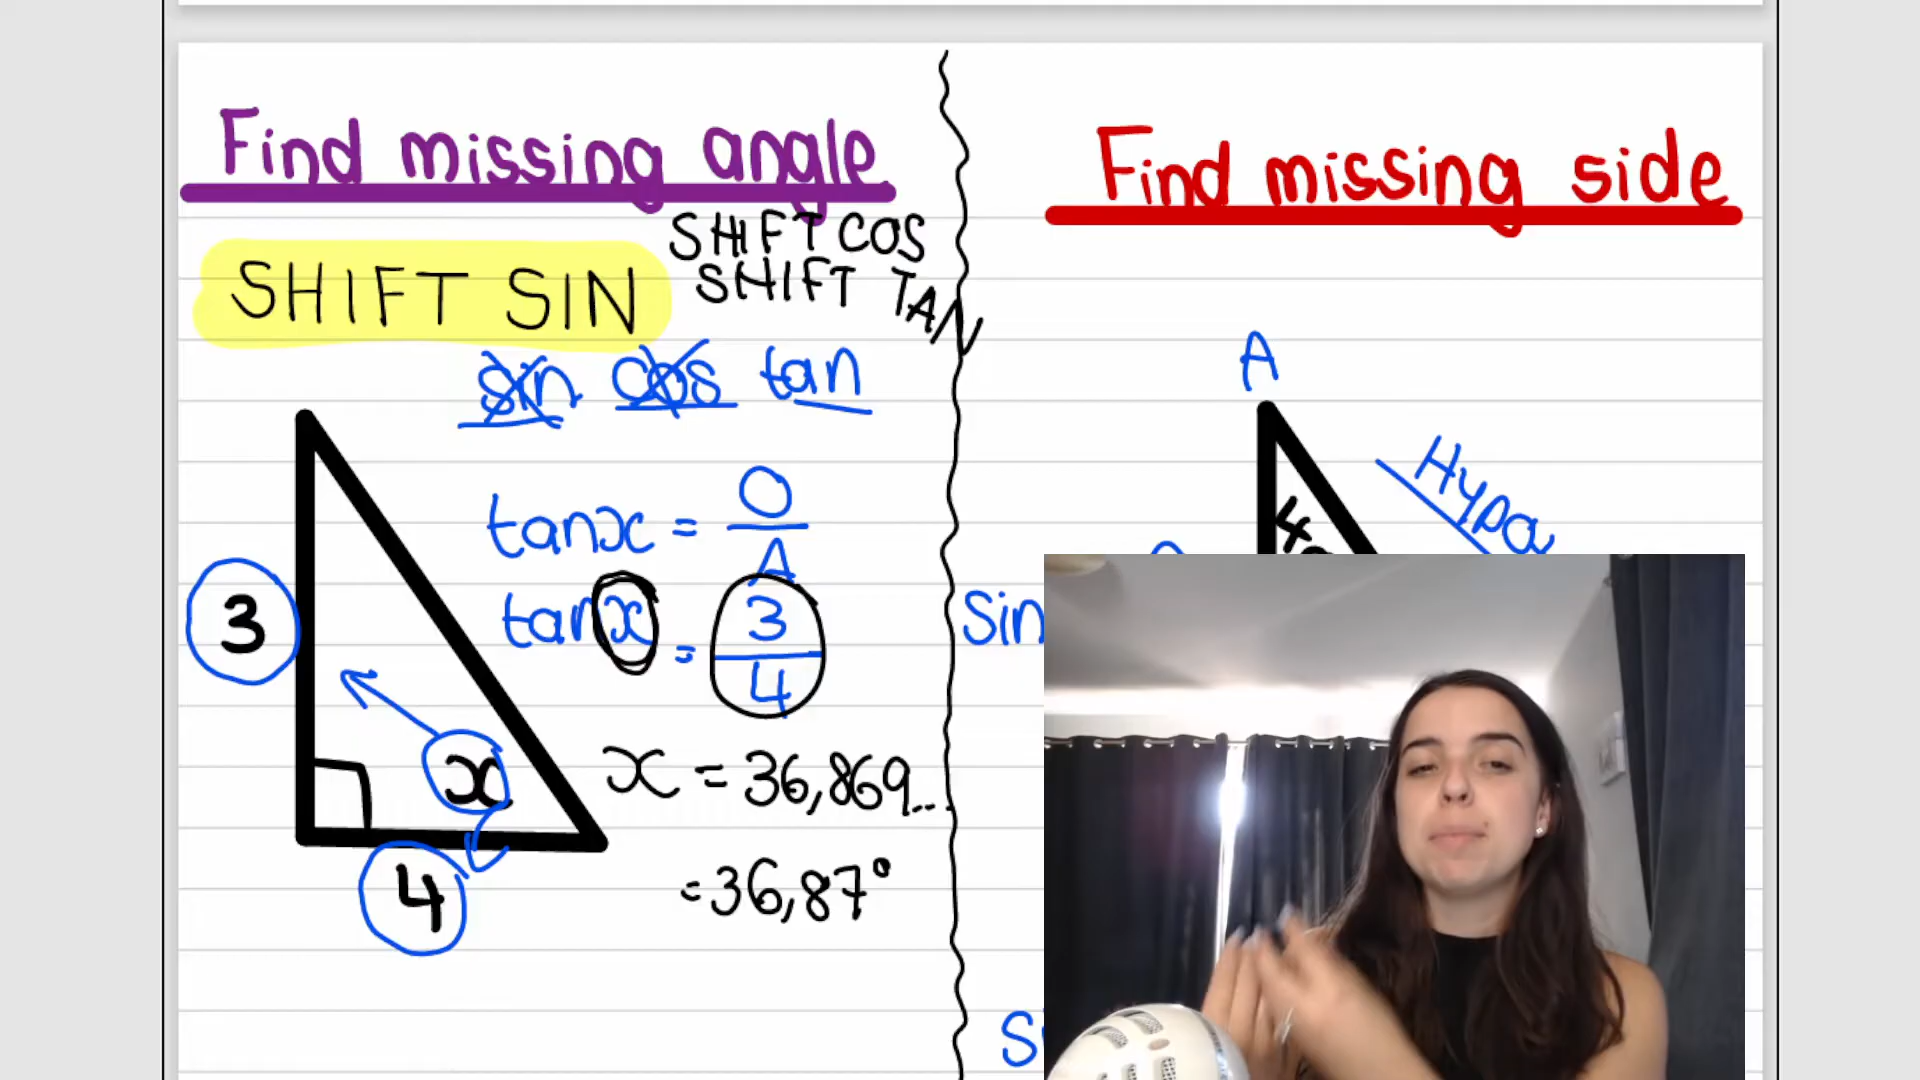 Find missing angle
SHIFT SIN
SHIFT COS
SHIFT TAN
sin cos tan
tanx = O
A
tanx = 3
4
3
x
4
x = 36,869...
= 36,87°
Find missing side
A
sin